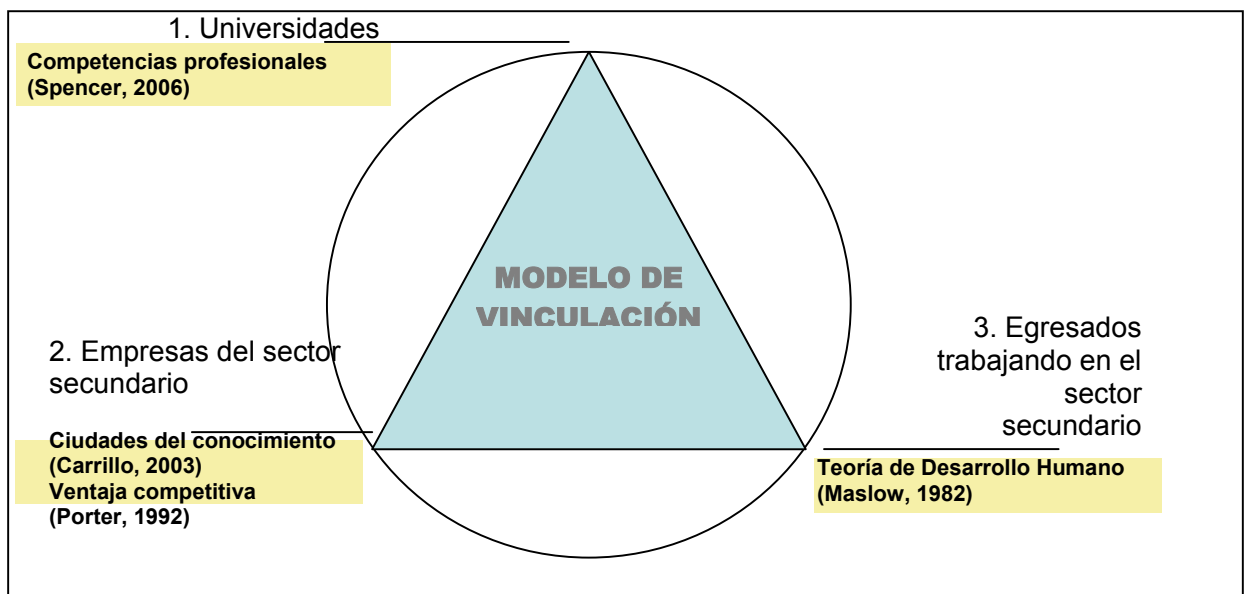 1. Universidades
Competencias profesionales
(Spencer, 2006)
MODELO DE
VINCULACIÓN
2. Empresas del sector
secundario
Ciudades del conocimiento
(Carrillo, 2003)
Ventaja competitiva
(Porter, 1992)
3. Egresados
trabajando en el
sector
secundario
Teoría de Desarrollo Humano
(Maslow, 1982)